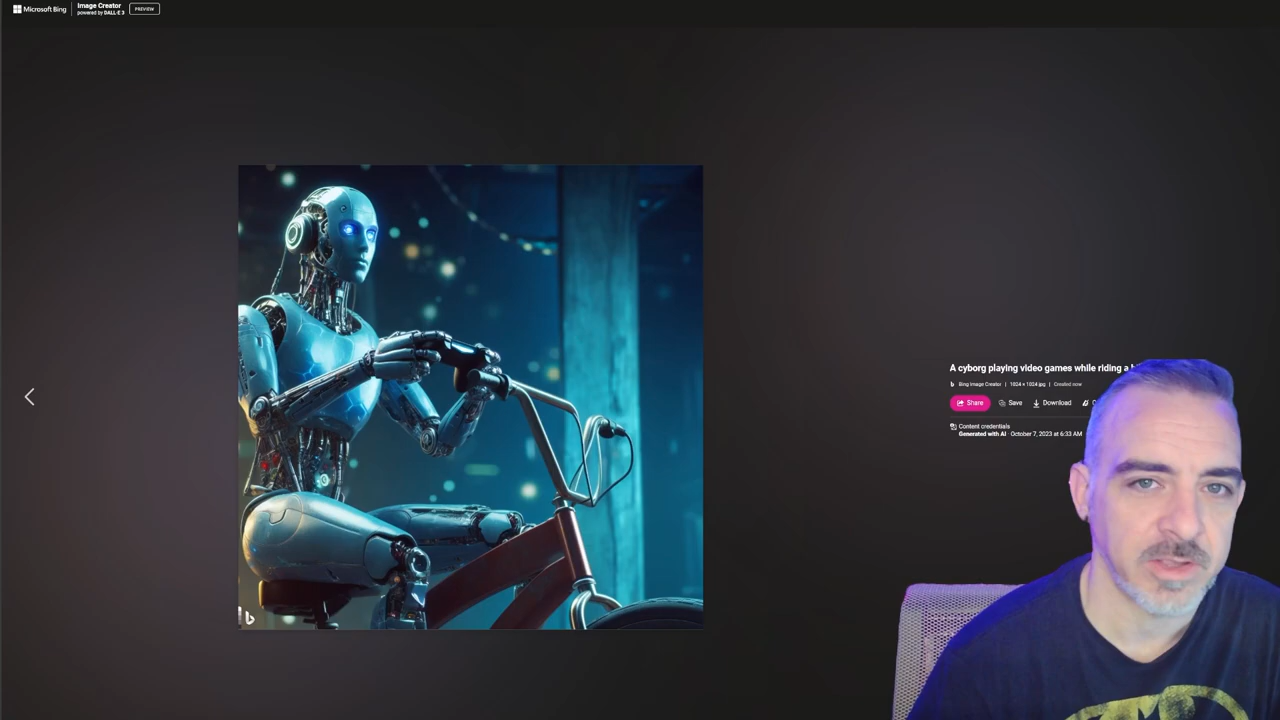 Microsoft Bing
Image Creator
powered by DALL·E 3
PREVIEW
A cyborg playing video games while riding a
Bing Image Creator | 1024 × 1024 jpg | Created now
Share
Save
Download
Content credentials
Generated with AI · October 7, 2023 at 6:33 AM
b